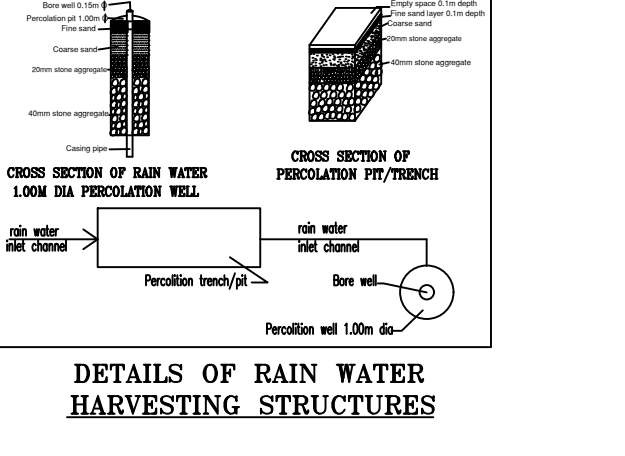 Bore well 0.15m ϕ
Percolation pit 1.00m ϕ
Fine sand
Coarse sand
20mm stone aggregate
40mm stone aggregate
Casing pipe
CROSS SECTION OF RAIN WATER
1.00M DIA PERCOLATION WELL
Empty space 0.1m depth
Fine sand layer 0.1m depth
Coarse sand
20mm stone aggregate
40mm stone aggregate
CROSS SECTION OF
PERCOLATION PIT/TRENCH
rain water
inlet channel
Percolition trench/pit
rain water
inlet channel
Bore well
Percolition well 1.00m dia
DETAILS OF RAIN WATER
HARVESTING STRUCTURES